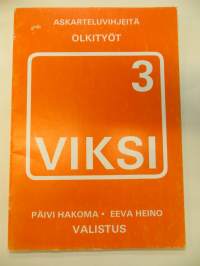 ASKARTELUVIHJEITÄ
OLKITYÖT
3
VIKSI
PÄIVI HAKOMA • EEVA HEINO
VALISTUS